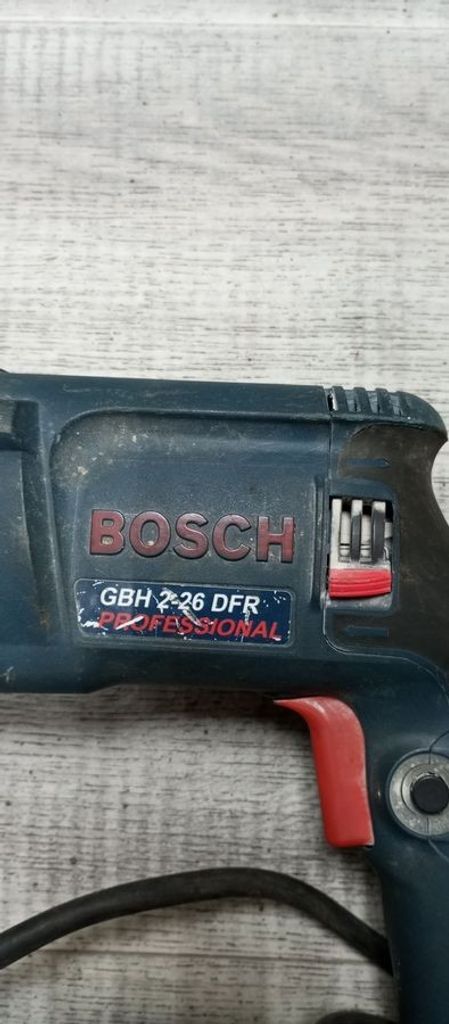 BOSCH
GBH 2-26 DFR
PROFESSIONAL